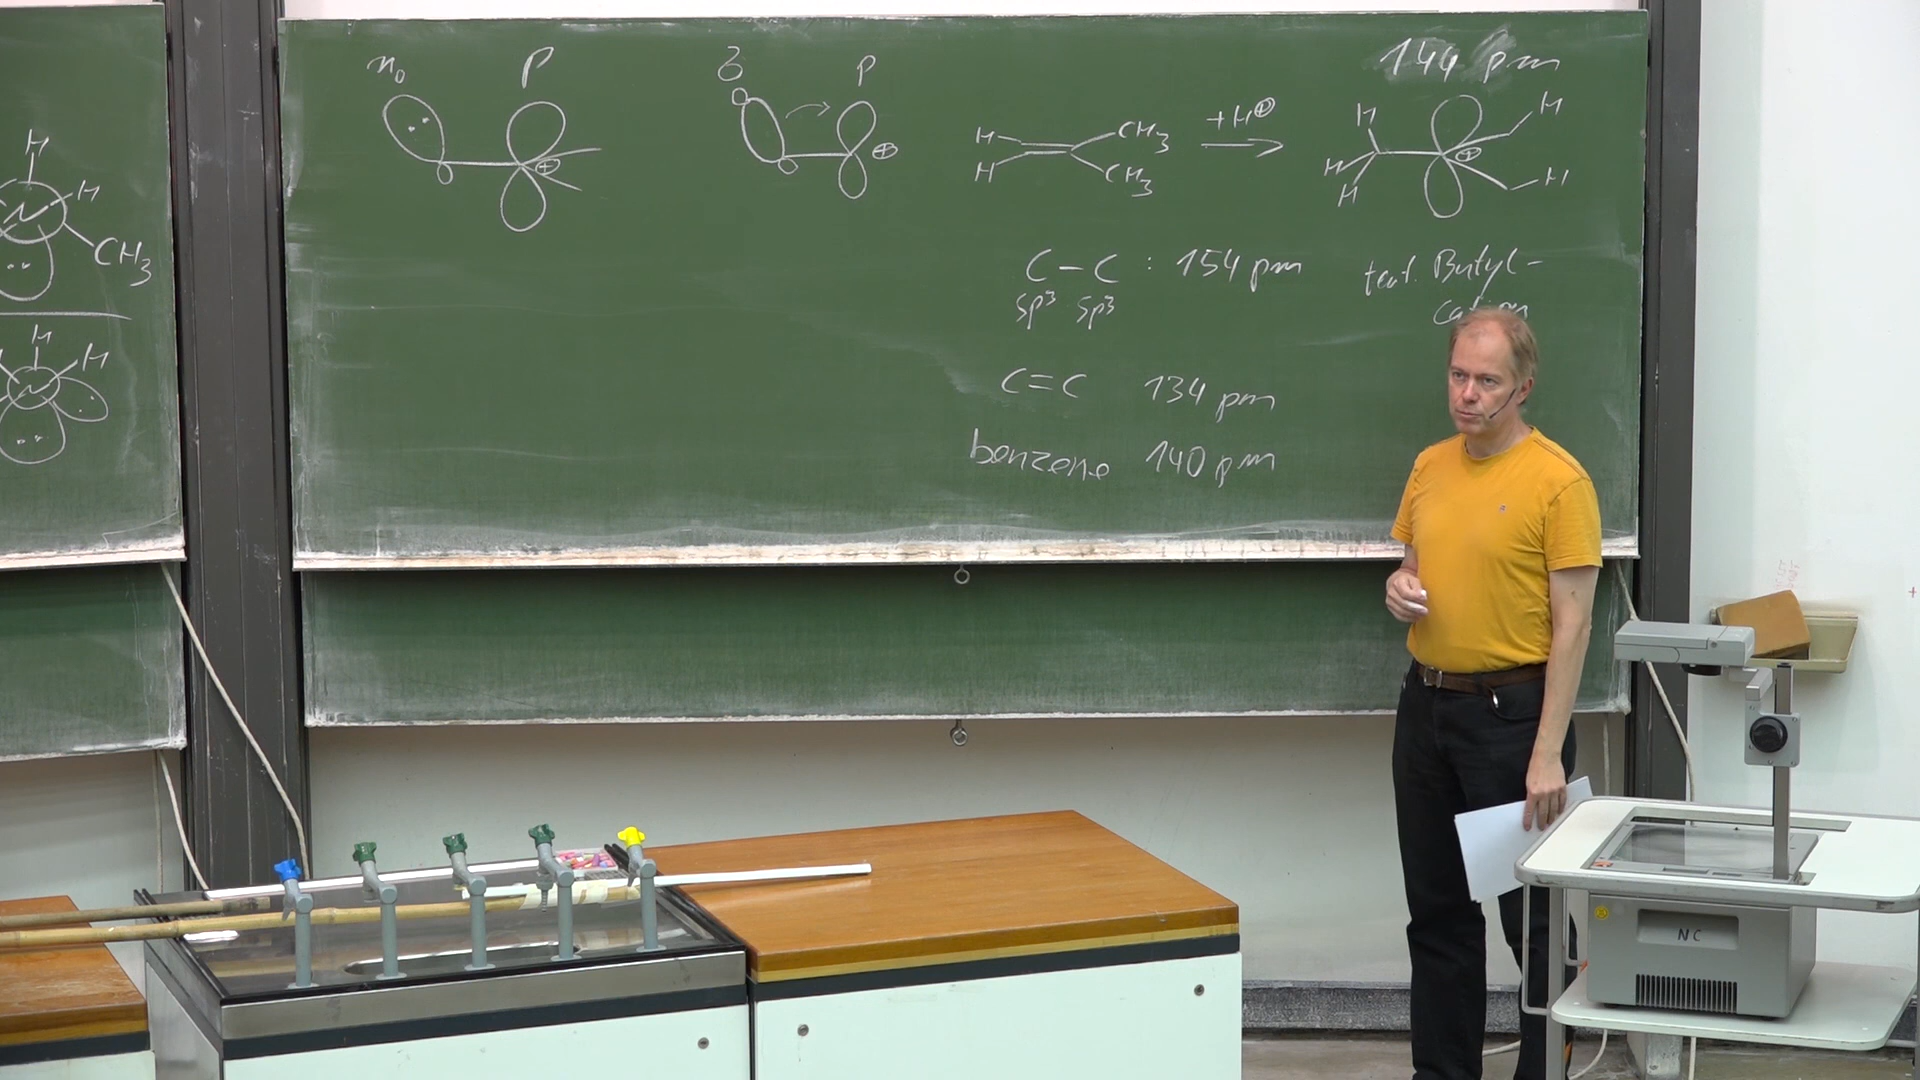 H
H
CH3
H
H
n0 p
σ p
H
H
CH3
CH3
+H⊕
144 pm
H
H
H
H
H
⊕
⊕
⊕
C-C : 154 pm
sp3 sp3
tert. Butyl-
C=C 134 pm
benzene 140 pm
NC